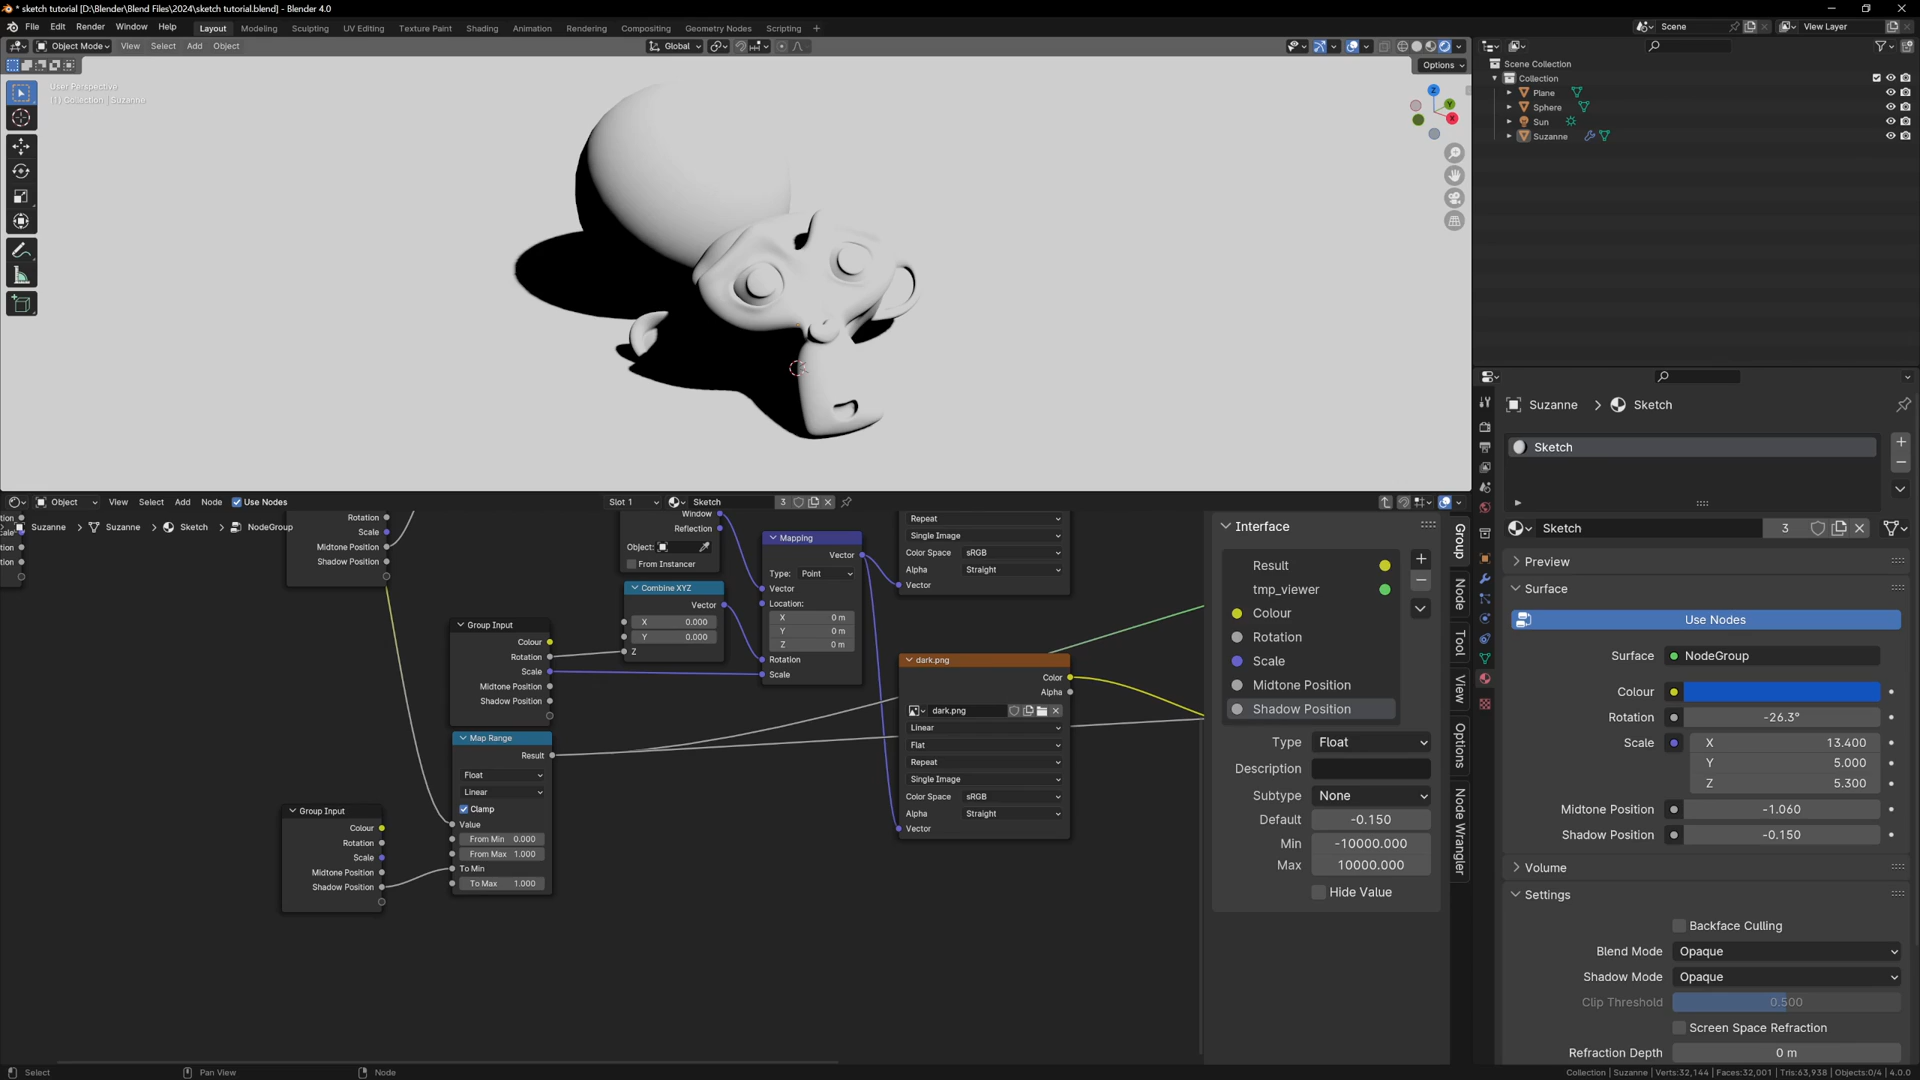 * sketch tutorial [D:\Blender\Blend Files\2024\sketch tutorial.blend] - Blender 4.0
File Edit Render Window Help Layout Modeling Sculpting UV Editing Texture Paint Shading Animation Rendering Compositing Geometry Nodes Scripting +
Scene
View Layer
Object Mode View Select Add Object
Global
Options
User Perspective
(1) Collection | Suzanne
Z
Y
X
Scene Collection
Collection
Plane
Sphere
Sun
Suzanne
Object View Select Add Node Use Nodes
Slot 1
Sketch 3
Suzanne > Suzanne > Sketch > NodeGroup
Rotation
Scale
Midtone Position
Shadow Position
Window
Reflection
Object:
From Instancer
Combine XYZ
Vector
X 0.000
Y 0.000
Z
Mapping
Vector
Type: Point
Vector
Location:
X 0 m
Y 0 m
Z 0 m
Rotation
Scale
Repeat
Single Image
Color Space sRGB
Alpha Straight
Vector
Group Input
Colour
Rotation
Scale
Midtone Position
Shadow Position
Map Range
Result
Float
Linear
Clamp
Value
From Min 0.000
From Max 1.000
To Min
To Max 1.000
Group Input
Colour
Rotation
Scale
Midtone Position
Shadow Position
dark.png
Color
Alpha
dark.png
Linear
Flat
Repeat
Single Image
Color Space sRGB
Alpha Straight
Vector
Interface
Result
tmp_viewer
Colour
Rotation
Scale
Midtone Position
Shadow Position
Type Float
Description
Subtype None
Default -0.150
Min -10000.000
Max 10000.000
Hide Value
Group
Node
Tool
View
Options
Node Wrangler
Suzanne > Sketch
Sketch
Sketch 3
Preview
Surface
Use Nodes
Surface NodeGroup
Colour
Rotation -26.3°
Scale X 13.400
Y 5.000
Z 5.300
Midtone Position -1.060
Shadow Position -0.150
Volume
Settings
Backface Culling
Blend Mode Opaque
Shadow Mode Opaque
Clip Threshold 0.500
Screen Space Refraction
Refraction Depth 0 m
Select
Pan View
Node
Collection | Suzanne | Verts:32,144 | Faces:32,001 | Tris:63,938 | Objects:0/4 | 4.0.0